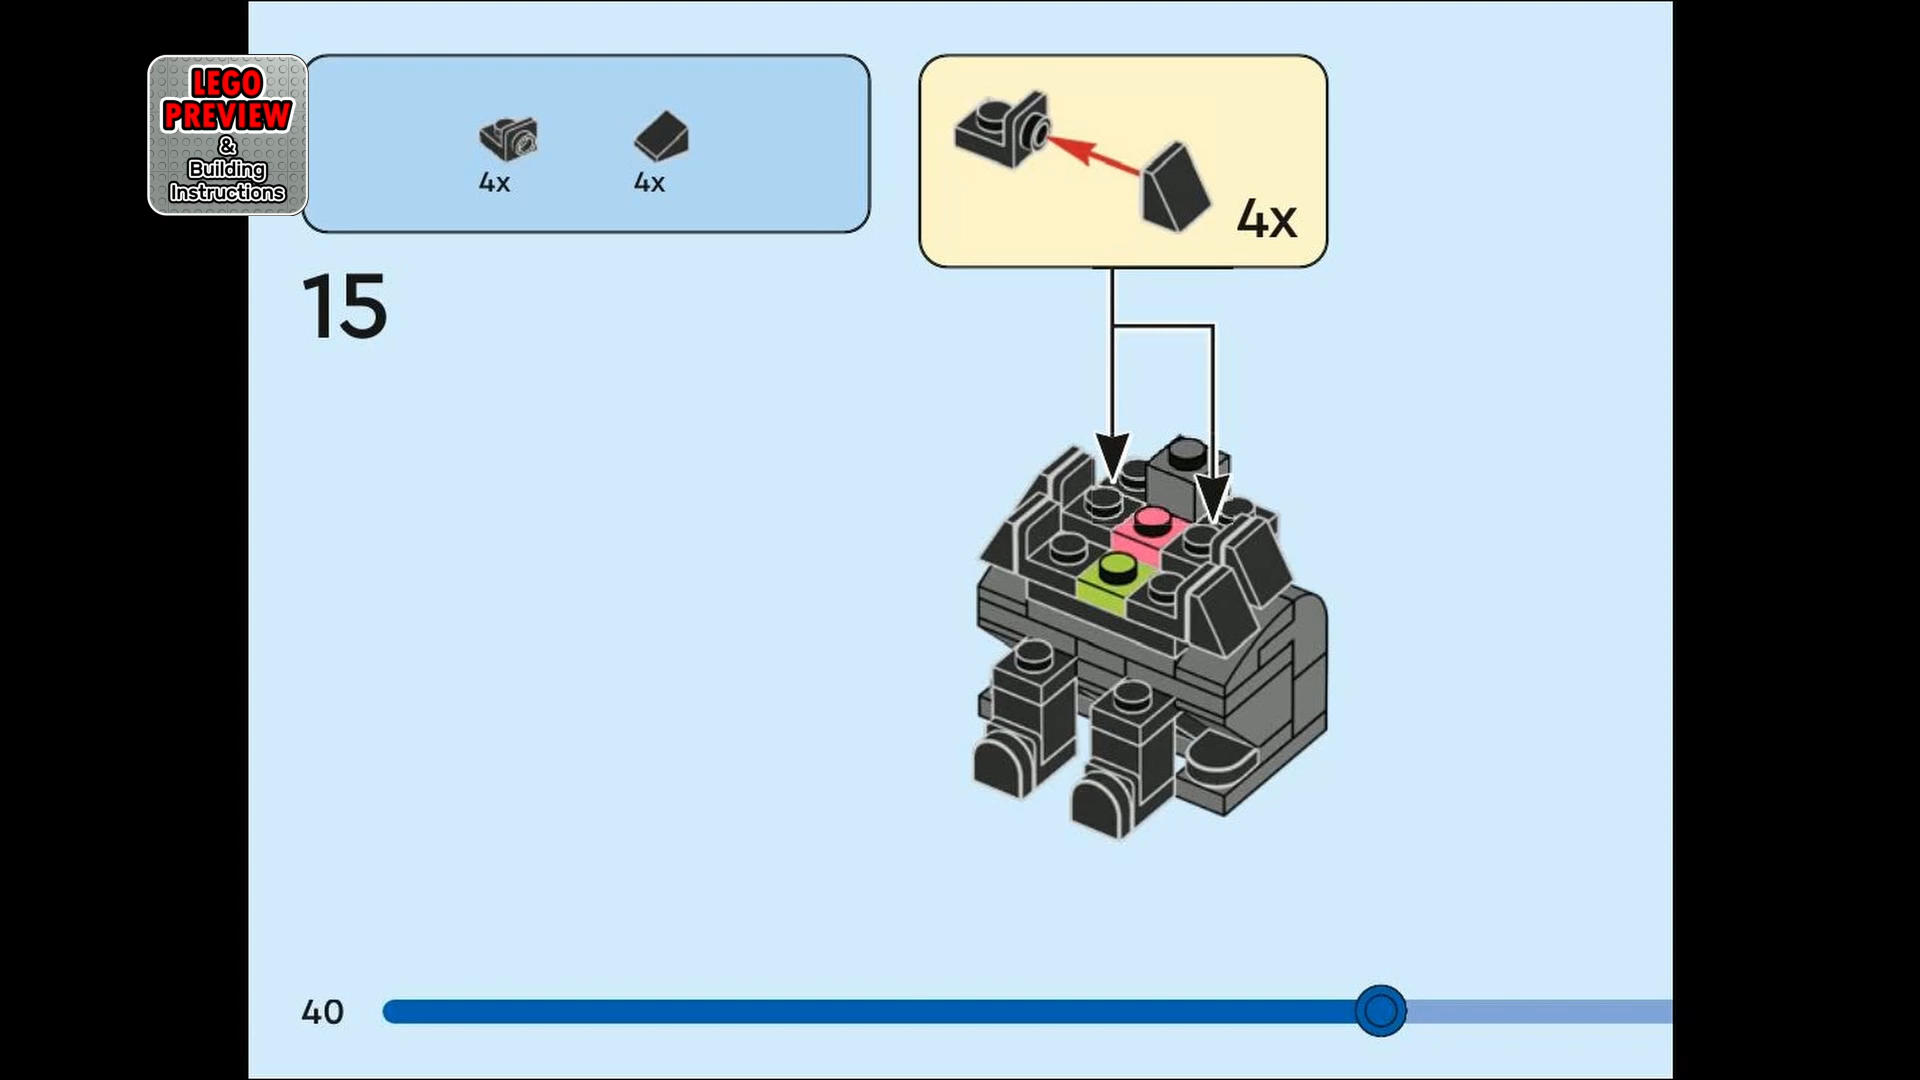 LEGO
PREVIEW
&
Building
Instructions
4x
4x
4x
15
40